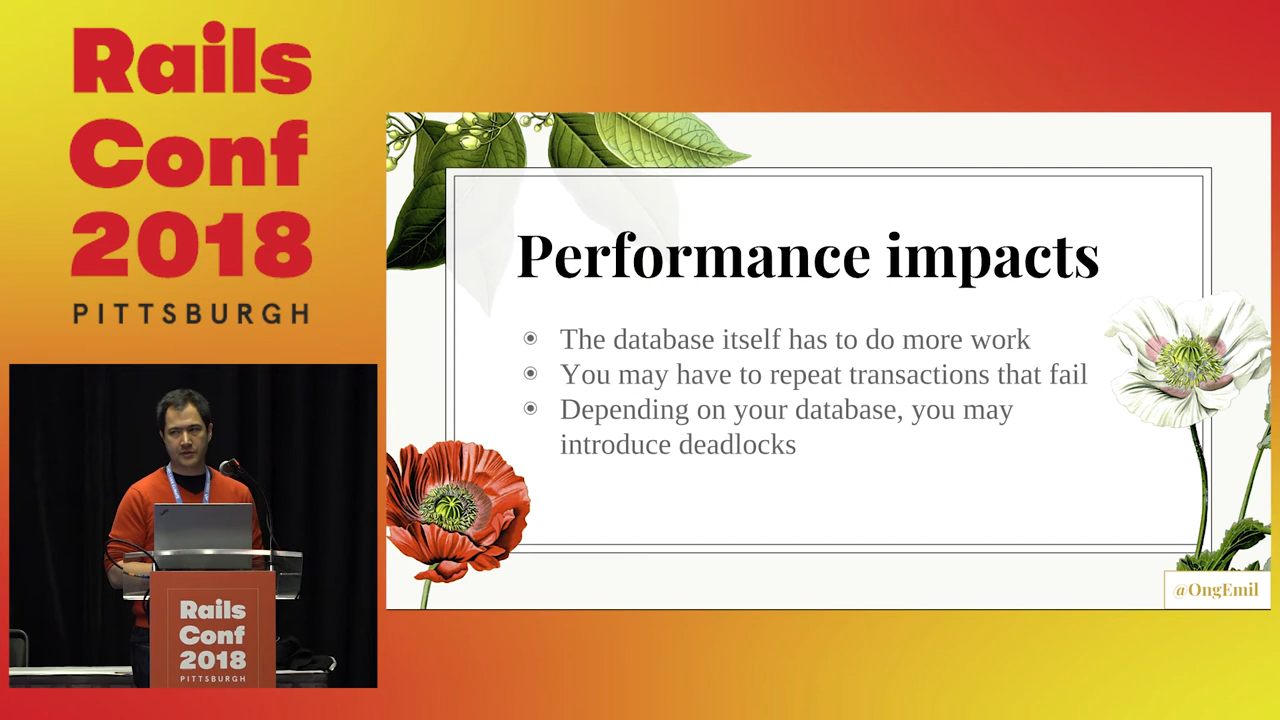 Rails
Conf
2018
PITTSBURGH
Performance impacts
The database itself has to do more work
You may have to repeat transactions that fail
Depending on your database, you may
introduce deadlocks
@OngEmil
Rails
Conf
2018
PITTSBURGH